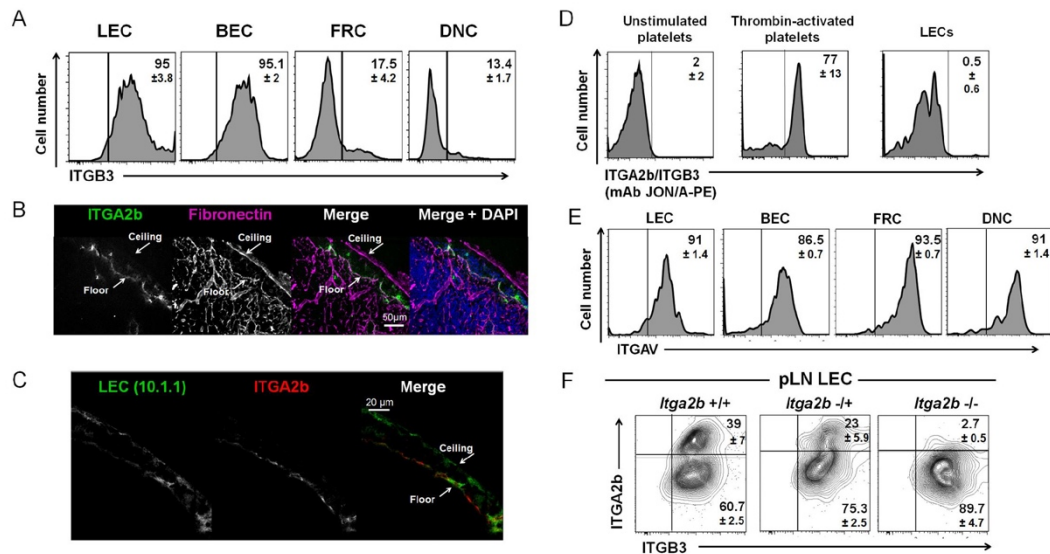 A
LEC BEC FRC DNC
95 ±3.8
95.1 ± 2
17.5 ± 4.2
13.4 ± 1.7
Cell number
ITGB3
B
ITGA2b Fibronectin Merge Merge + DAPI
Ceiling Ceiling Ceiling
Floor Floor Floor
50µm
C
LEC (10.1.1) ITGA2b Merge
20 µm
Ceiling
Floor
D
Unstimulated platelets
Thrombin-activated platelets
LECs
2 ± 2
77 ± 13
0.5 ± 0.6
Cell number
ITGA2b/ITGB3
(mAb JON/A-PE)
E
LEC BEC FRC DNC
91 ± 1.4
86.5 ± 0.7
93.5 ± 0.7
91 ± 1.4
Cell number
ITGAV
F
pLN LEC
Itga2b +/+ Itga2b -/+ Itga2b -/-
39 ± 7
23 ± 5.9
2.7 ± 0.5
60.7 ± 2.5
75.3 ± 2.5
89.7 ± 4.7
ITGA2b
ITGB3